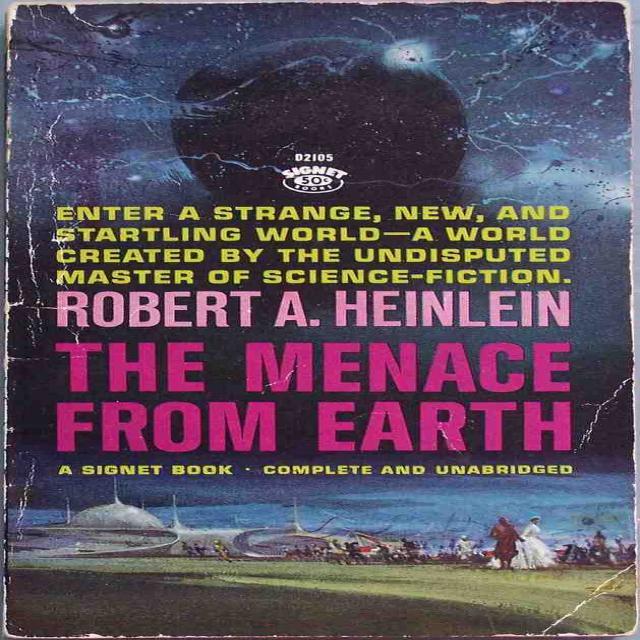 D2105
SIGNET
50¢
BOOKS
ENTER A STRANGE, NEW, AND
STARTLING WORLD—A WORLD
CREATED BY THE UNDISPUTED
MASTER OF SCIENCE-FICTION.
ROBERT A. HEINLEIN
THE MENACE
FROM EARTH
A SIGNET BOOK · COMPLETE AND UNABRIDGED